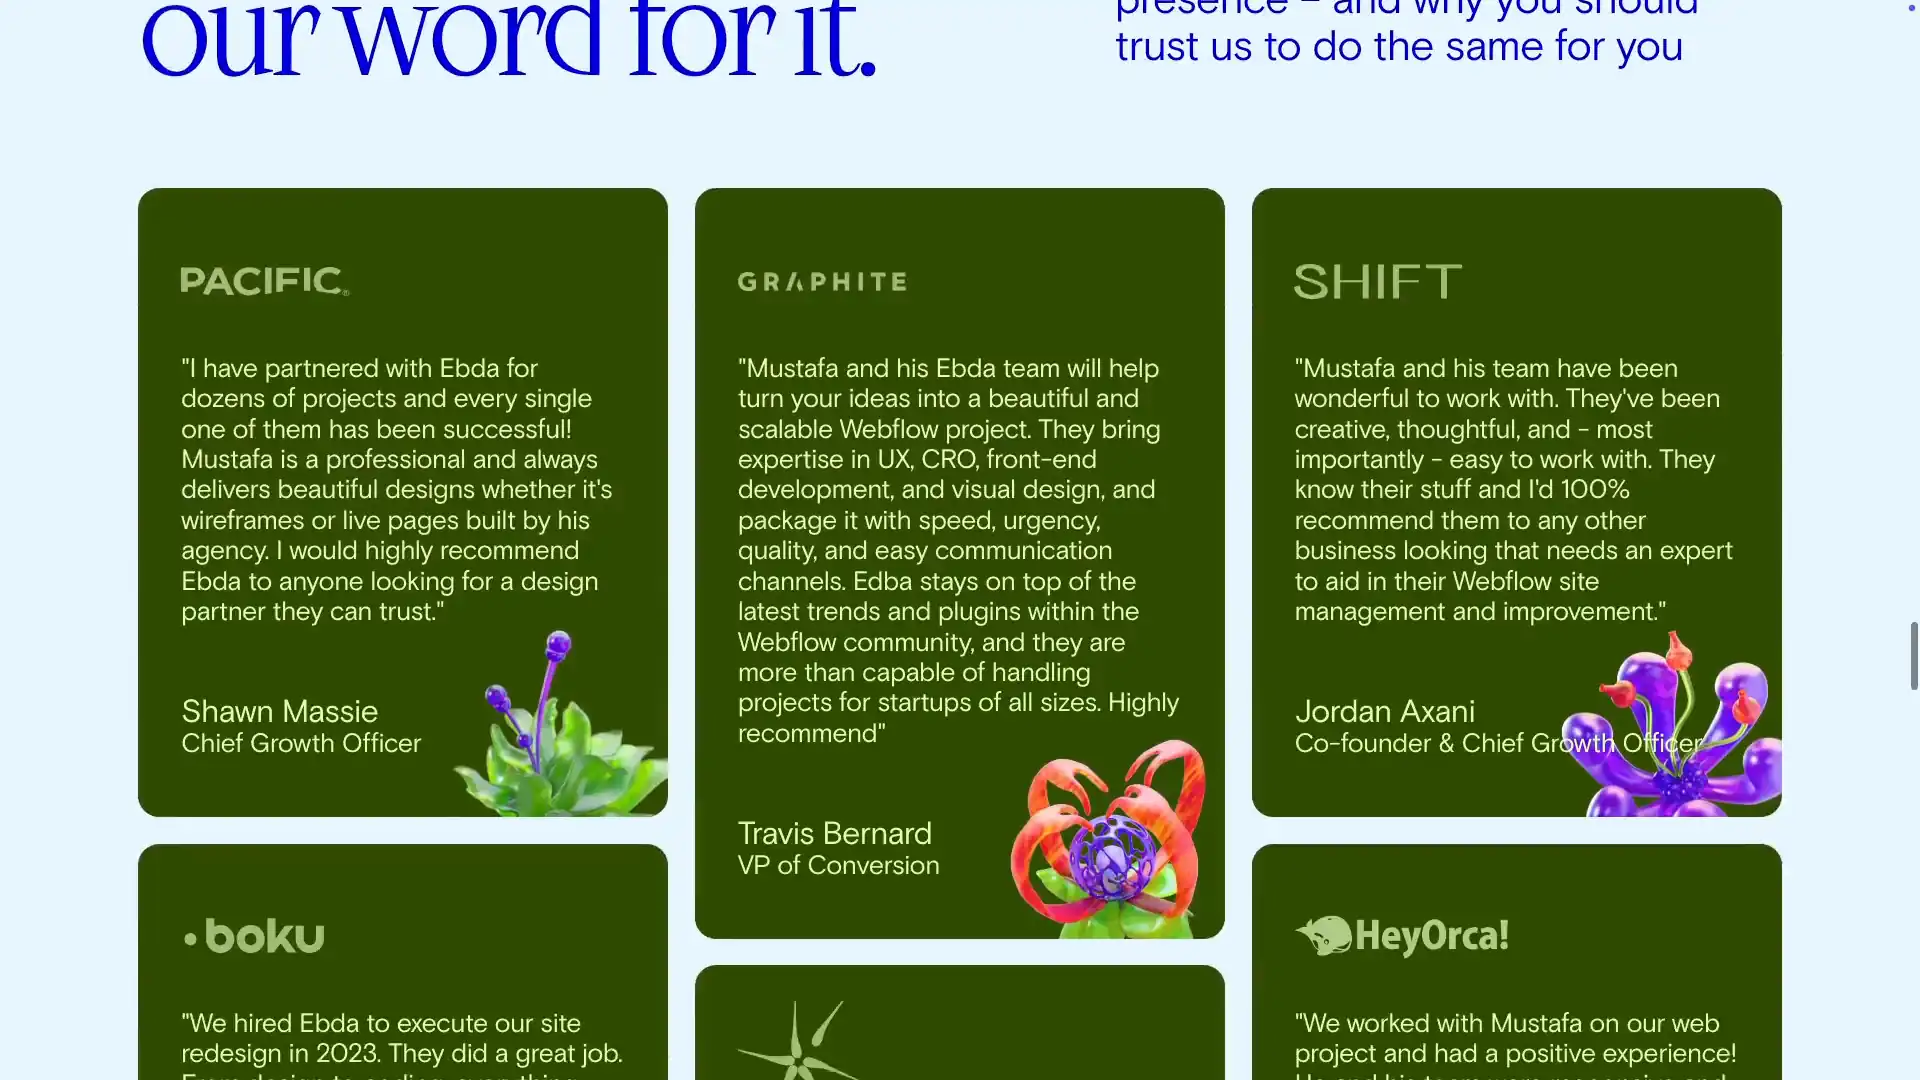 our word for it.
presence – and why you should
trust us to do the same for you
PACIFIC®
"I have partnered with Ebda for
dozens of projects and every single
one of them has been successful!
Mustafa is a professional and always
delivers beautiful designs whether it's
wireframes or live pages built by his
agency. I would highly recommend
Ebda to anyone looking for a design
partner they can trust."
Shawn Massie
Chief Growth Officer
GRAPHITE
"Mustafa and his Ebda team will help
turn your ideas into a beautiful and
scalable Webflow project. They bring
expertise in UX, CRO, front-end
development, and visual design, and
package it with speed, urgency,
quality, and easy communication
channels. Edba stays on top of the
latest trends and plugins within the
Webflow community, and they are
more than capable of handling
projects for startups of all sizes. Highly
recommend"
Travis Bernard
VP of Conversion
SHIFT
"Mustafa and his team have been
wonderful to work with. They've been
creative, thoughtful, and - most
importantly - easy to work with. They
know their stuff and I'd 100%
recommend them to any other
business looking that needs an expert
to aid in their Webflow site
management and improvement."
Jordan Axani
Co-founder & Chief Growth Officer
boku
"We hired Ebda to execute our site
redesign in 2023. They did a great job.
HeyOrca!
"We worked with Mustafa on our web
project and had a positive experience!